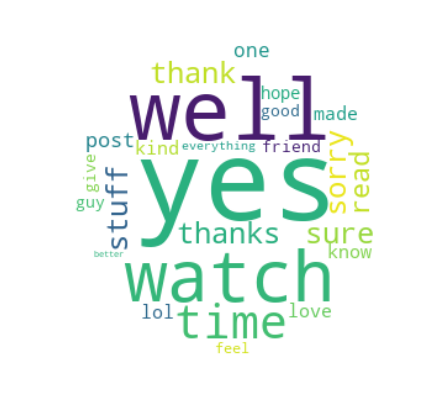 one
thank
well
hope
good
made
post
kind
everything
friend
sorry
read
give
guy
stuff
yes
thanks
sure
know
better
watch
lol
time
love
feel